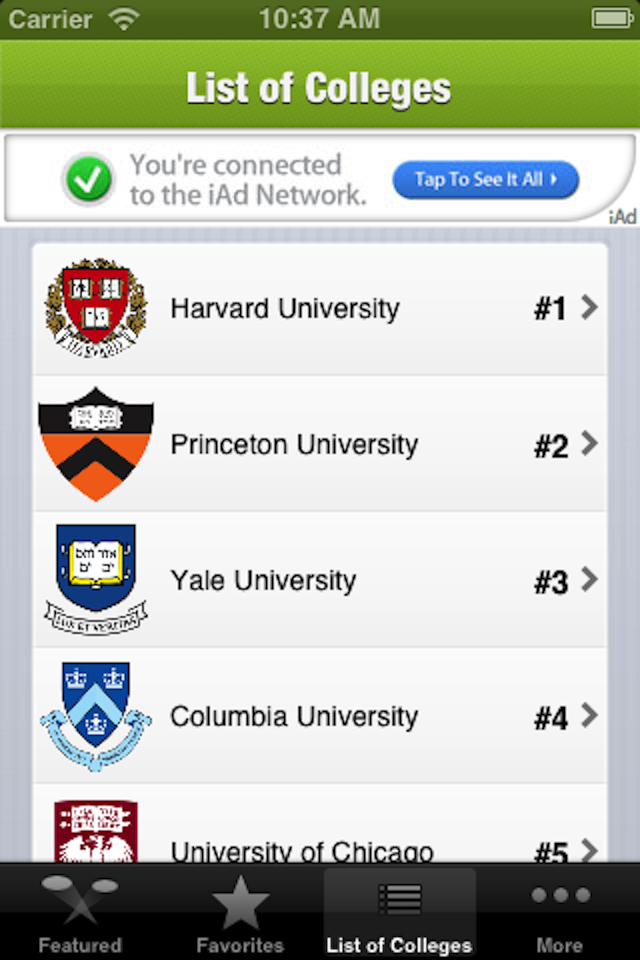 Carrier 10:37 AM
List of Colleges
You're connected
to the iAd Network.
Tap To See It All
iAd
Harvard University #1
Princeton University #2
Yale University #3
Columbia University #4
University of Chicago #5
Featured Favorites List of Colleges More